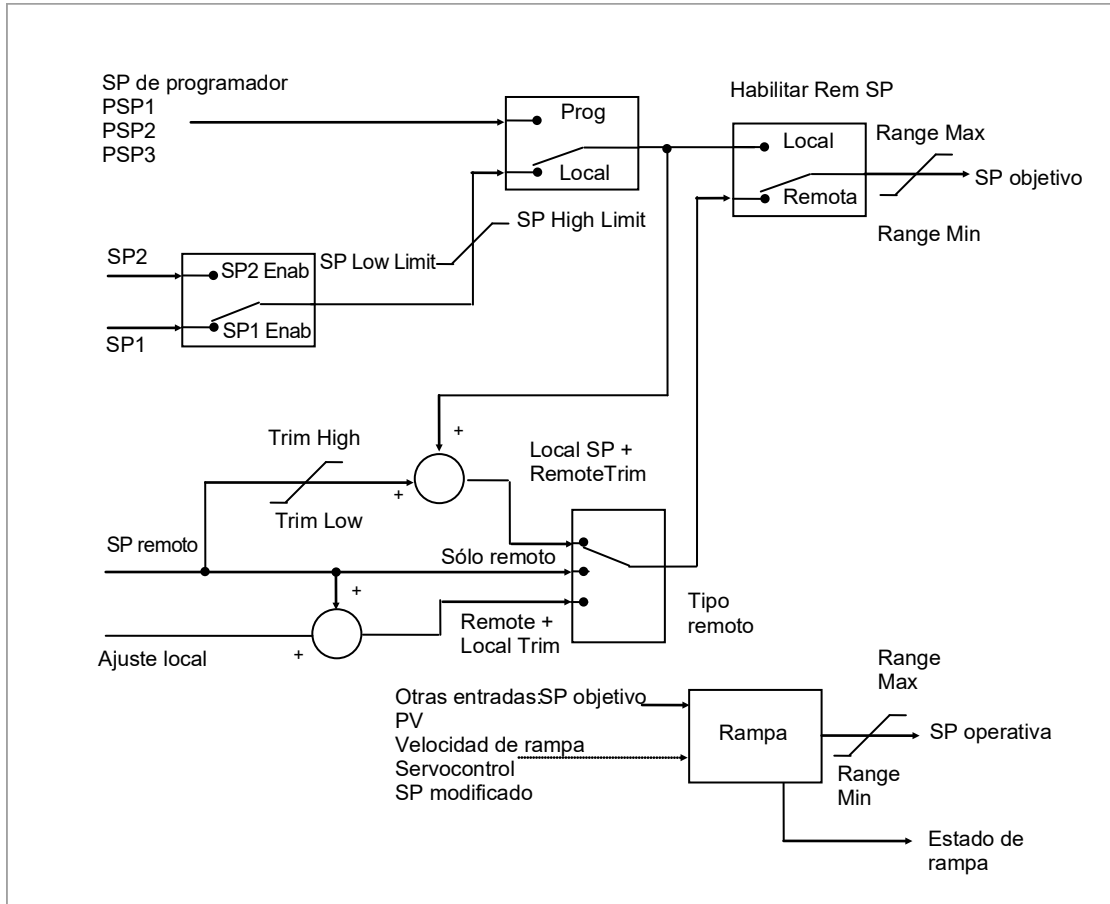 SP de programador
PSP1
PSP2
PSP3
Prog
Local
Habilitar Rem SP
Local
Remota
Range Max
SP objetivo
Range Min
SP High Limit
SP Low Limit
SP2
SP2 Enab
SP1 Enab
SP1
Trim High
+
Local SP +
RemoteTrim
+
Trim Low
SP remoto
Sólo remoto
+
Tipo
remoto
Remote +
Local Trim
+
Ajuste local
Range
Max
Otras entradas:SP objetivo
PV
Velocidad de rampa
Servocontrol
SP modificado
Rampa
SP operativa
Range
Min
Estado de
rampa